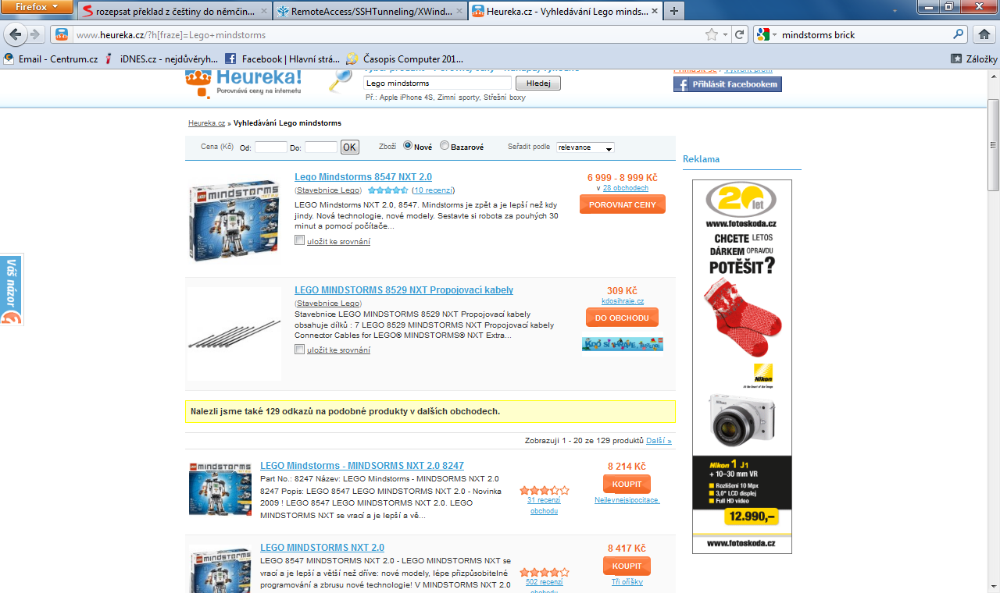 Firefox
rozepsat překlad z češtiny do němčin...
RemoteAccess/SSHTunneling/XWind...
Heureka.cz - Vyhledávání Lego minds...
www.heureka.cz/?h[fraze]=Lego+mindstorms
mindstorms brick
Email - Centrum.cz
iDNES.cz - nejdůvěryh...
Facebook | Hlavní strá...
Časopis Computer 201...
Záložky
Heureka!
Porovnává ceny na internetu
Lego mindstorms
Hledej
Př.: Apple iPhone 4S, Zimní sporty, Střešní boxy
Přihlásit Facebookem
Heureka.cz » Vyhledávání Lego mindstorms
Cena (Kč) Od: Do: OK Zboží Nové Bazarové Seřadit podle relevance
Reklama
Lego Mindstorms 8547 NXT 2.0
(Stavebnice Lego) (10 recenzí)
LEGO Mindstorms NXT 2.0, 8547. Mindstorms je zpět a je lepší než kdy
jindy. Nová technologie, nové modely. Sestavte si robota za pouhých 30
minut a pomocí počítače...
uložit ke srovnání
6 999 - 8 999 Kč
v 28 obchodech
POROVNAT CENY
MINDSTORMS
LEGO MINDSTORMS 8529 NXT Propojovací kabely
(Stavebnice Lego)
Stavebnice LEGO MINDSTORMS 8529 NXT Propojovací kabely
obsahuje dílků : 7 LEGO 8529 MINDSTORMS NXT Propojovací kabely
Connector Cables for LEGO® MINDSTORMS® NXT Extra...
uložit ke srovnání
309 Kč
kdosihraje.cz
DO OBCHODU
KDO SI HRAJE,
Nalezli jsme také 129 odkazů na podobné produkty v dalších obchodech.
Zobrazuji 1 - 20 ze 129 produktů Další »
MINDSTORMS
LEGO Mindstorms - MINDSORMS NXT 2.0 8247
Part No.: 8247 Název: LEGO Mindstorms - MINDSORMS NXT 2.0
8247 Popis: LEGO 8547 LEGO MINDSTORMS NXT 2.0 - Novinka
2009 ! LEGO 8547 LEGO MINDSTORMS NXT 2.0. LEGO
MINDSTORMS NXT se vrací a je lepší a vě...
31 recenzí
obchodu
8 214 Kč
KOUPIT
Nejlevnejsipocitace.
MINDSTORMS
LEGO MINDSTORMS NXT 2.0
LEGO 8547 MINDSTORMS NXT 2.0 - LEGO MINDSTORMS NXT se
vrací a je lepší a větší než dříve: nové modely, lépe přizpůsobitelné
programování a zbrusu nové technologie! V MINDSTORMS NXT 2.0
502 recenzí
obchodu
8 417 Kč
KOUPIT
Tři oříšky
Váš názor
20 let
www.fotoskoda.cz
CHCETE LETOS
DÁRKEM OPRAVDU
POTĚŠIT?
Nikon
At the heart of the image
Nikon 1 J1
+ 10–30 mm VR
Rozlišení 10 Mpx
3,0" LCD displej
Full HD video
12.990,–
www.fotoskoda.cz